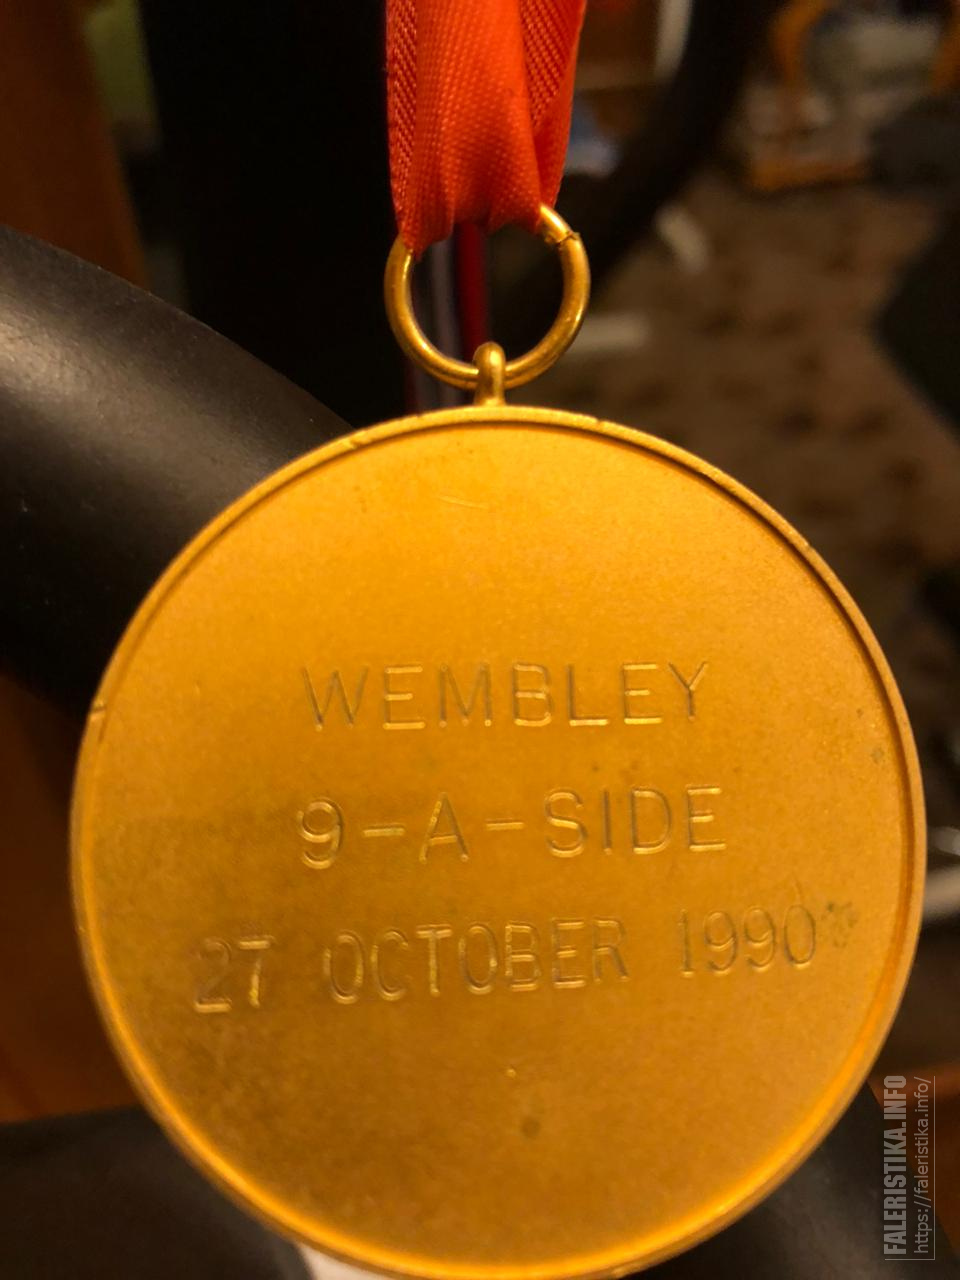 WEMBLEY
9-A-SIDE
27 OCTOBER 1990
FALERISTIKA.INFO
https://faleristika.info/